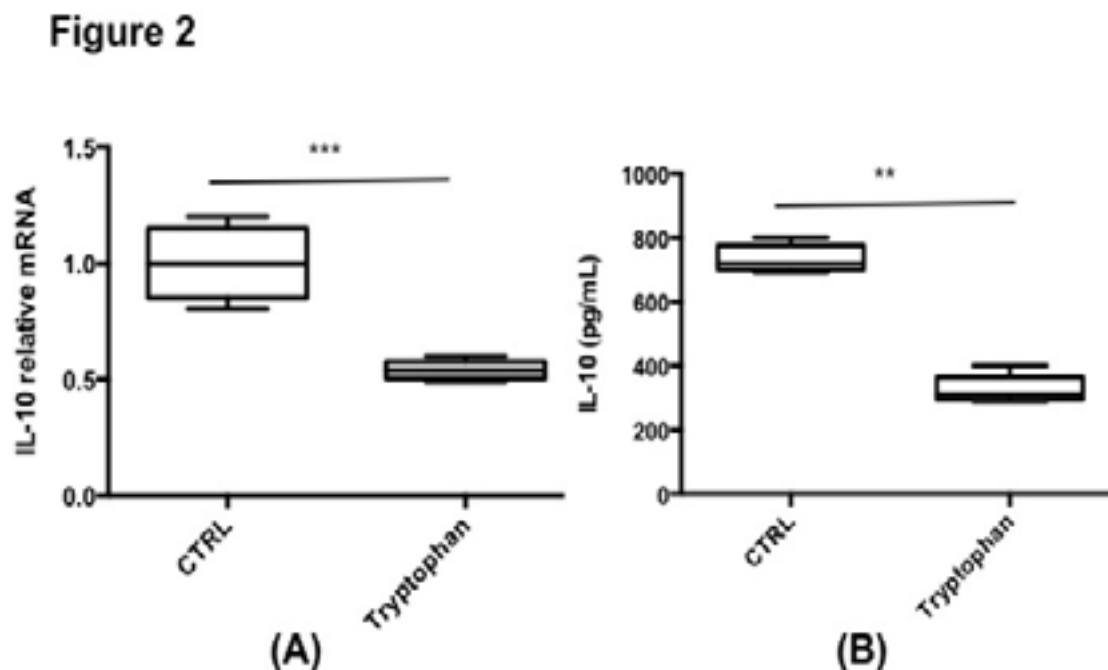 Figure 2
IL-10 relative mRNA
1.5
1.0
0.5
0.0
***
CTRL
Tryptophan
(A)
IL-10 (pg/mL)
1000
800
600
400
200
0
**
CTRL
Tryptophan
(B)